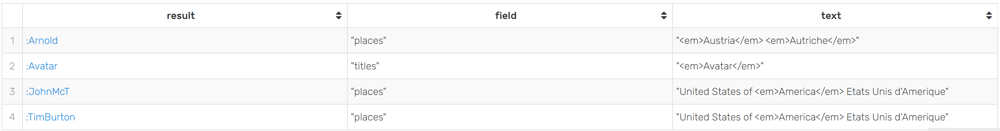 result field text
1 :Arnold "places" "<em>Austria</em> <em>Autriche</em>"
2 :Avatar "titles" "<em>Avatar</em>"
3 :JohnMcT "places" "United States of <em>America</em> Etats Unis d'Amerique"
4 :TimBurton "places" "United States of <em>America</em> Etats Unis d'Amerique"